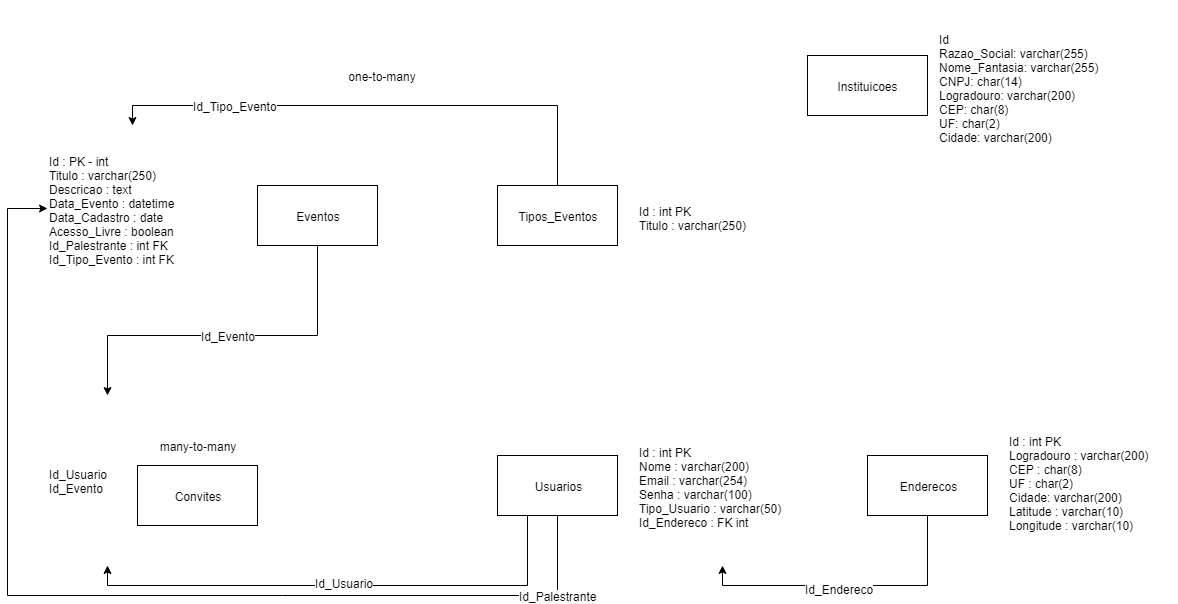 one-to-many
Id_Tipo_Evento
Instituicoes
Id
Razao_Social: varchar(255)
Nome_Fantasia: varchar(255)
CNPJ: char(14)
Logradouro: varchar(200)
CEP: char(8)
UF: char(2)
Cidade: varchar(200)
Id : PK - int
Titulo : varchar(250)
Descricao : text
Data_Evento : datetime
Data_Cadastro : date
Acesso_Livre : boolean
Id_Palestrante : int FK
Id_Tipo_Evento : int FK
Eventos
Tipos_Eventos
Id : int PK
Titulo : varchar(250)
Id_Evento
many-to-many
Id_Usuario
Id_Evento
Convites
Usuarios
Id : int PK
Nome : varchar(200)
Email : varchar(254)
Senha : varchar(100)
Tipo_Usuario : varchar(50)
Id_Endereco : FK int
Enderecos
Id : int PK
Logradouro : varchar(200)
CEP : char(8)
UF : char(2)
Cidade: varchar(200)
Latitude : varchar(10)
Longitude : varchar(10)
Id_Usuario
Id_Palestrante
Id_Endereco